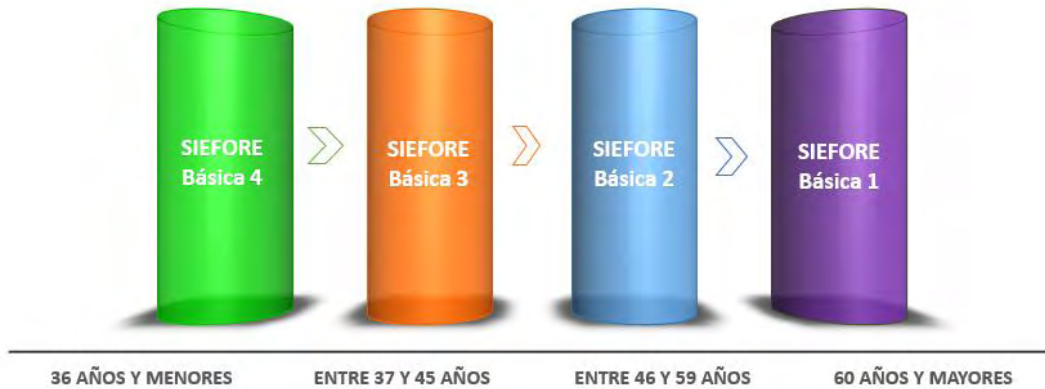 SIEFORE
Básica 4
SIEFORE
Básica 3
SIEFORE
Básica 2
SIEFORE
Básica 1
36 AÑOS Y MENORES
ENTRE 37 Y 45 AÑOS
ENTRE 46 Y 59 AÑOS
60 AÑOS Y MAYORES